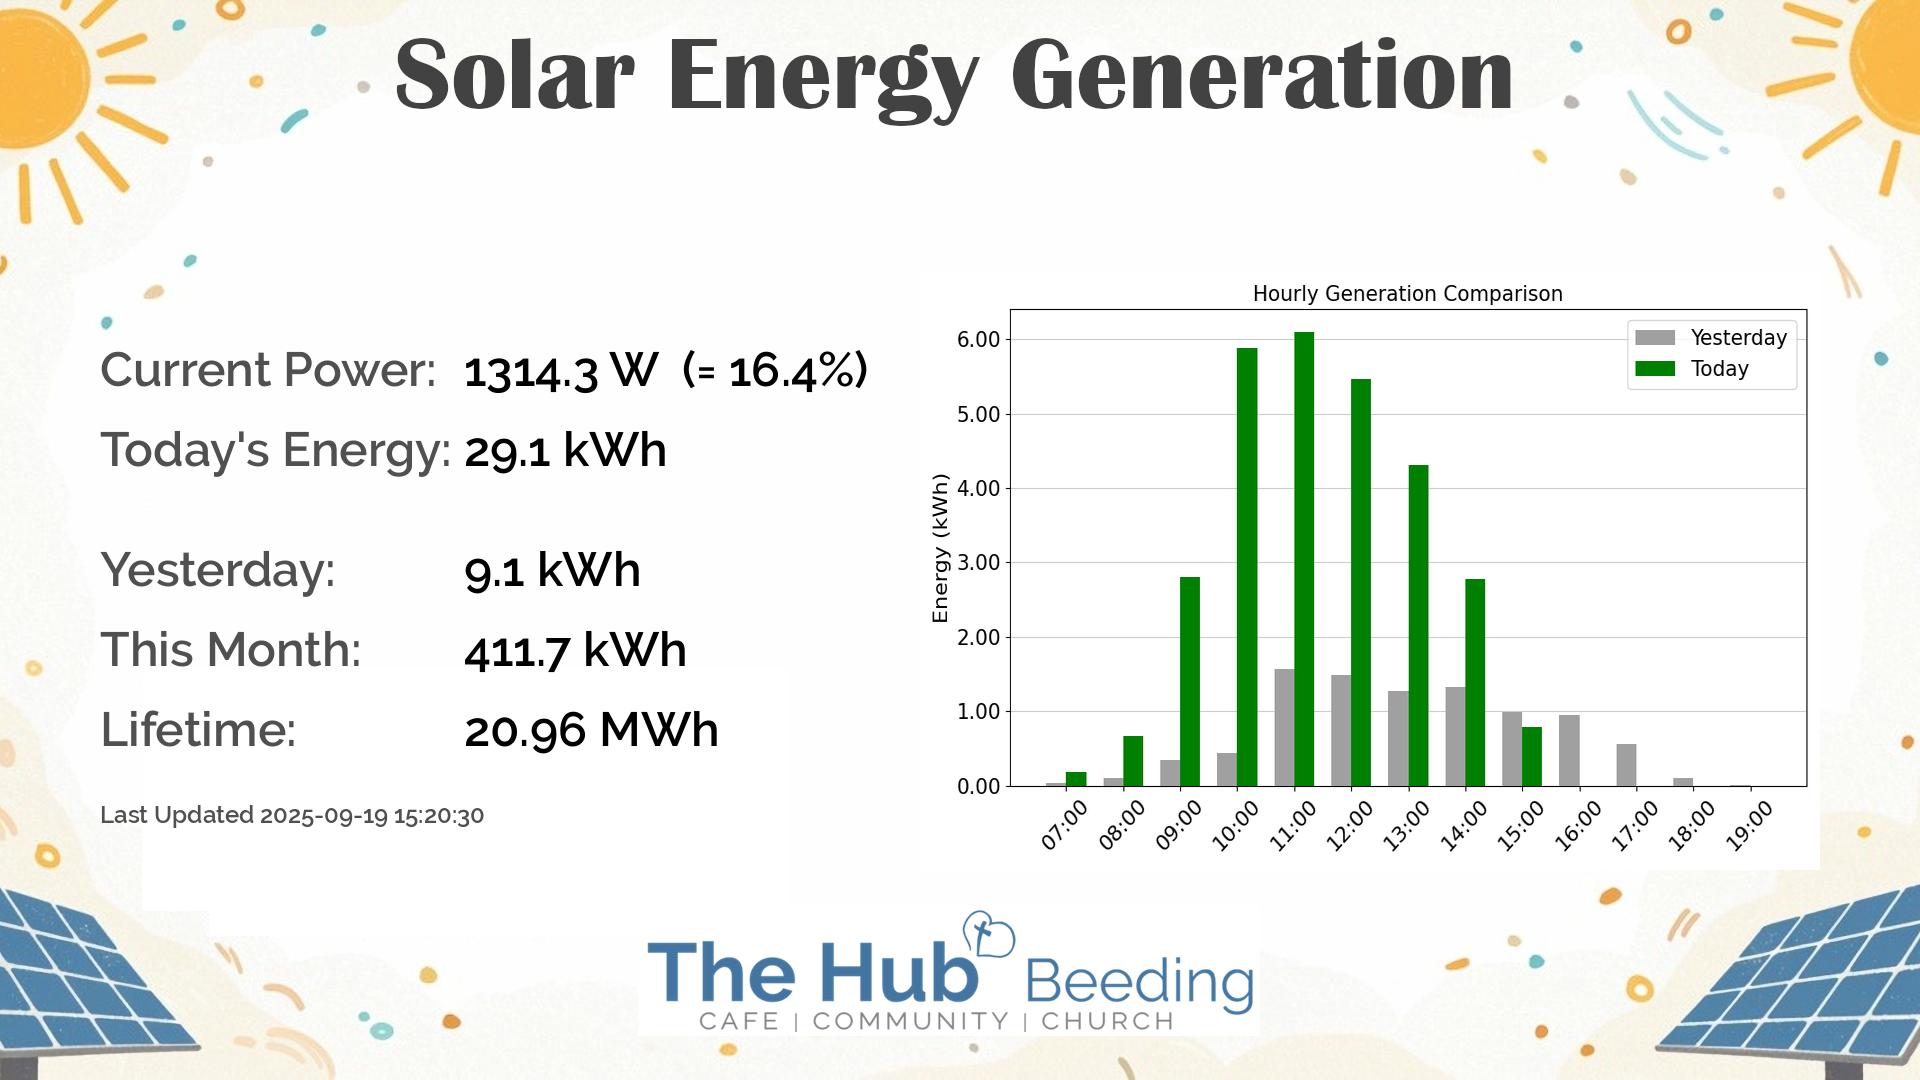 Solar Energy Generation
Current Power: 1314.3 W (= 16.4%)
Today's Energy: 29.1 kWh
Yesterday: 9.1 kWh
This Month: 411.7 kWh
Lifetime: 20.96 MWh
Last Updated 2025-09-19 15:20:30
Hourly Generation Comparison
Yesterday
Today
Energy (kWh)
6.00
5.00
4.00
3.00
2.00
1.00
0.00
07:00 08:00 09:00 10:00 11:00 12:00 13:00 14:00 15:00 16:00 17:00 18:00 19:00
The Hub Beeding
CAFE | COMMUNITY | CHURCH